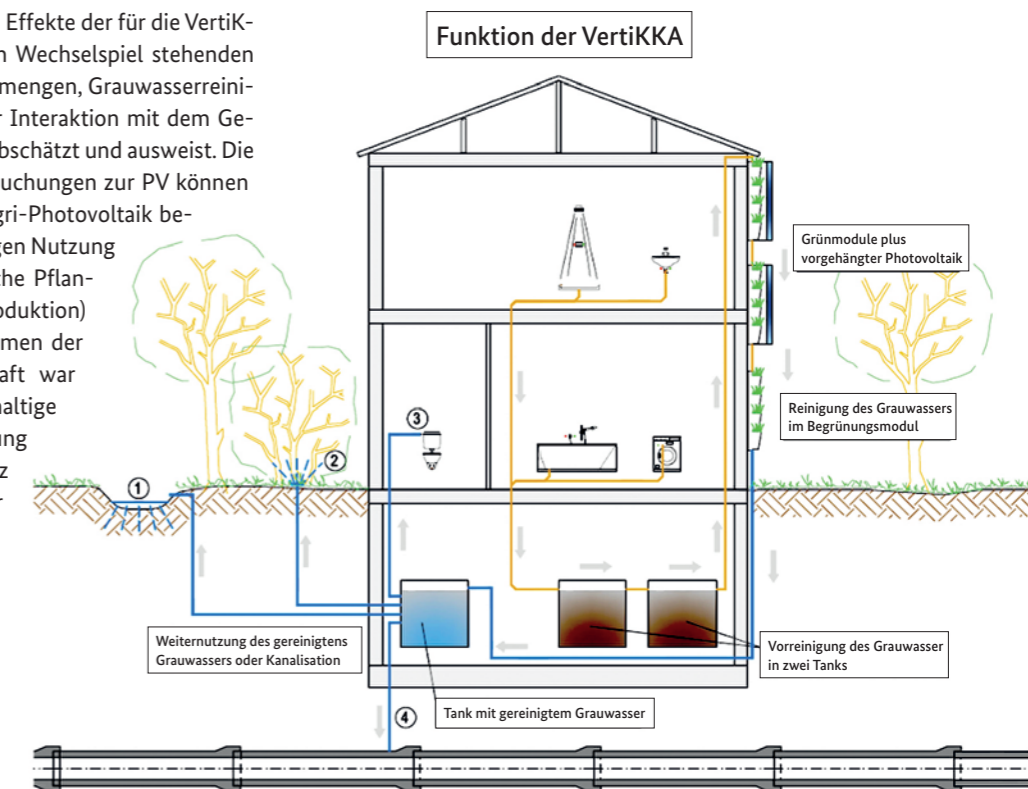 Effekte der für die VertiK-
Wechselspiel stehenden
mengen, Grauwasserreini-
Interaktion mit dem Ge-
schätzt und ausweist. Die
uchungen zur PV können
gri-Photovoltaik be-
gen Nutzung
che Pflan-
oduktion)
men der
aft war
haltige
ung
z
r
Funktion der VertiKKA
Grünmodule plus
vorgehängter Photovoltaik
Reinigung des Grauwassers
im Begrünungsmodul
1
2
3
Weiternutzung des gereinigtens
Grauwassers oder Kanalisation
Vorreinigung des Grauwasser
in zwei Tanks
Tank mit gereinigtem Grauwasser
4